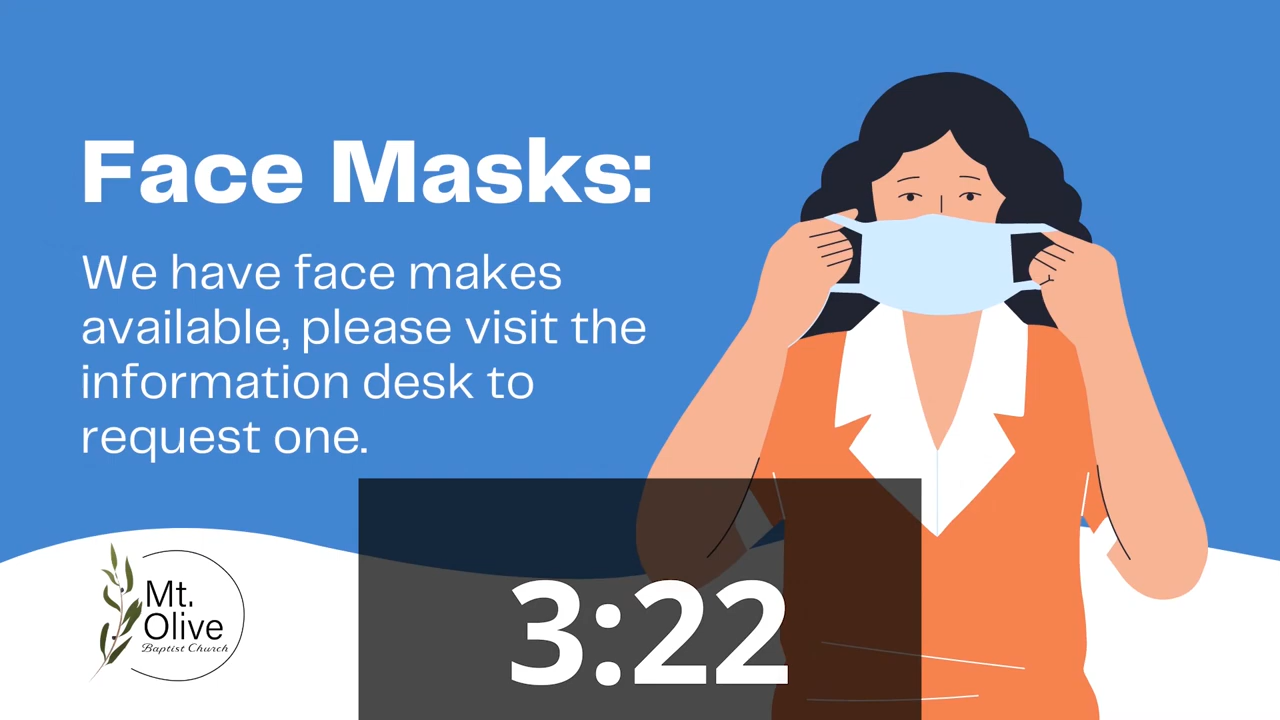 Face Masks:
We have face makes
available, please visit the
information desk to
request one.
Mt.
Olive
Baptist Church
3:22